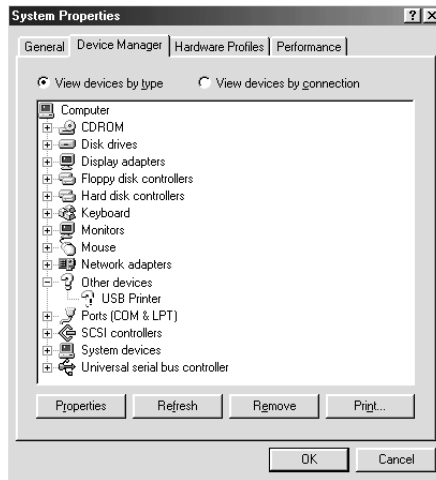 System Properties
General Device Manager Hardware Profiles Performance
View devices by type View devices by connection
Computer
CDROM
Disk drives
Display adapters
Floppy disk controllers
Hard disk controllers
Keyboard
Monitors
Mouse
Network adapters
Other devices
USB Printer
Ports (COM & LPT)
SCSI controllers
System devices
Universal serial bus controller
Properties Refresh Remove Print...
OK Cancel